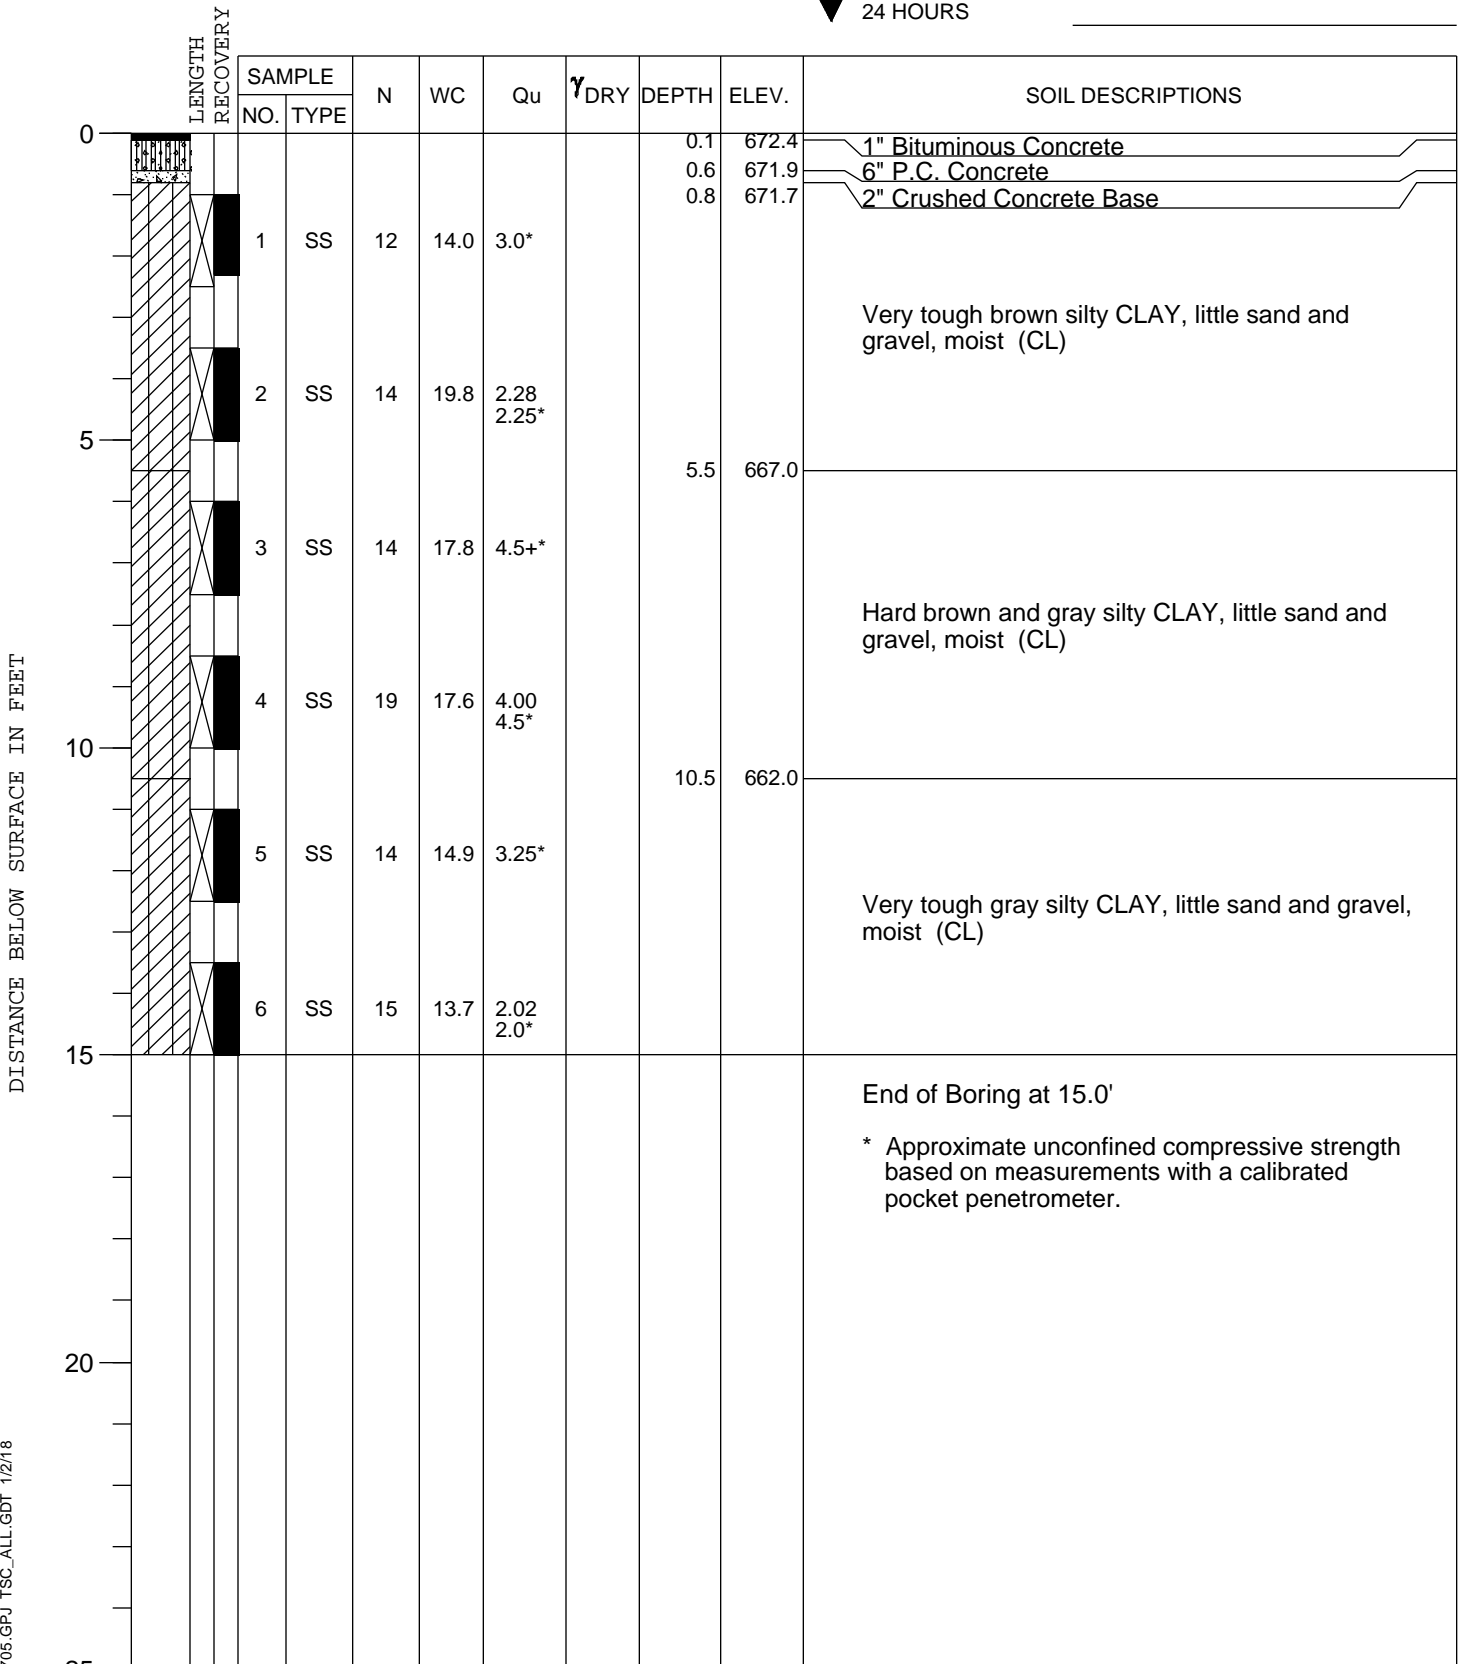 24 HOURS
LENGTH
RECOVERY
SAMPLE
NO. TYPE N WC Qu γDRY DEPTH ELEV. SOIL DESCRIPTIONS
0
0.1 672.4 1" Bituminous Concrete
0.6 671.9 6" P.C. Concrete
0.8 671.7 2" Crushed Concrete Base
1 SS 12 14.0 3.0*
Very tough brown silty CLAY, little sand and
gravel, moist (CL)
2 SS 14 19.8 2.28
2.25*
5
5.5 667.0
3 SS 14 17.8 4.5+*
Hard brown and gray silty CLAY, little sand and
gravel, moist (CL)
4 SS 19 17.6 4.00
4.5*
10
10.5 662.0
5 SS 14 14.9 3.25*
Very tough gray silty CLAY, little sand and gravel,
moist (CL)
6 SS 15 13.7 2.02
2.0*
15
End of Boring at 15.0'
* Approximate unconfined compressive strength
based on measurements with a calibrated
pocket penetrometer.
20
DISTANCE BELOW SURFACE IN FEET
705.GPJ TSC_ALL.GDT 1/2/18